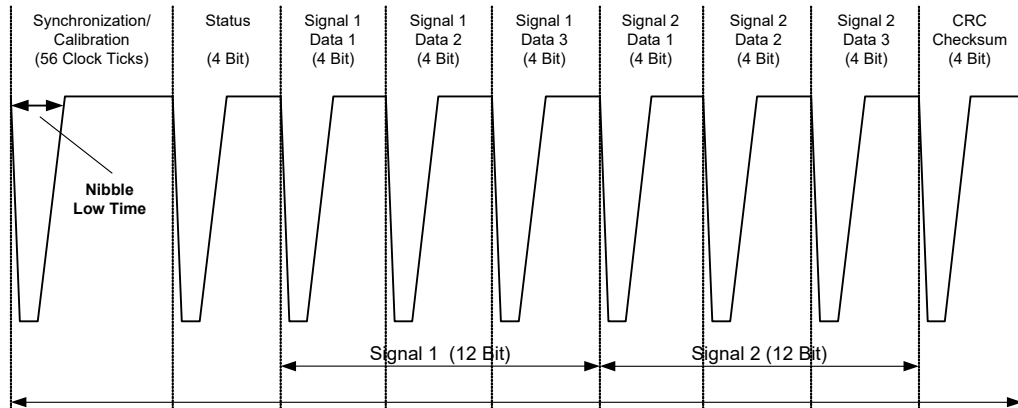 Synchronization/
Calibration
(56 Clock Ticks)
Status
(4 Bit)
Signal 1
Data 1
(4 Bit)
Signal 1
Data 2
(4 Bit)
Signal 1
Data 3
(4 Bit)
Signal 2
Data 1
(4 Bit)
Signal 2
Data 2
(4 Bit)
Signal 2
Data 3
(4 Bit)
CRC
Checksum
(4 Bit)
Nibble
Low Time
Signal 1 (12 Bit)
Signal 2 (12 Bit)